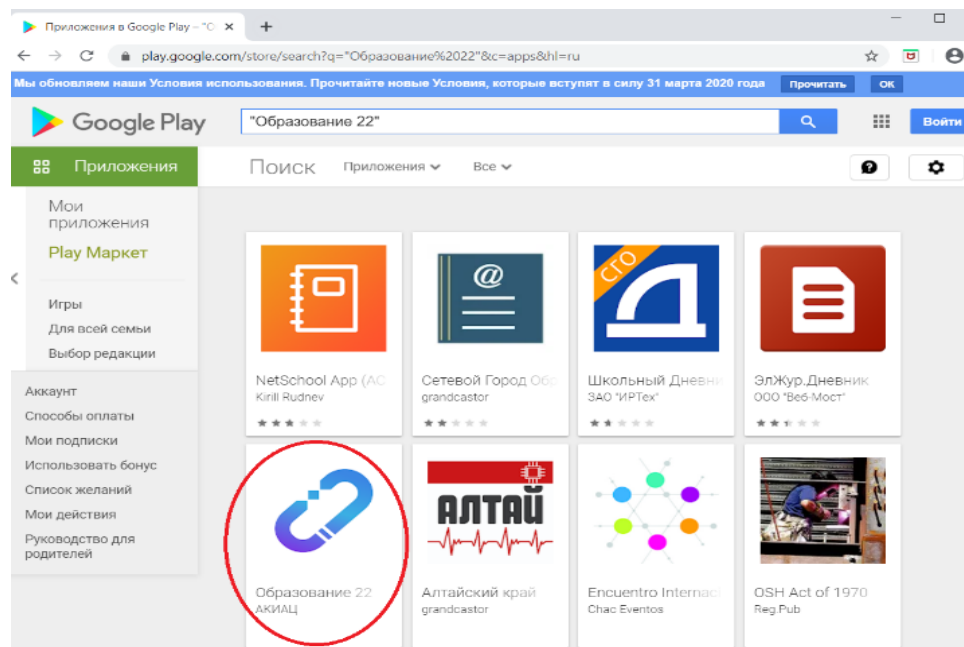 Приложения в Google Play – "О
play.google.com/store/search?q="Образование%2022"&c=apps&hl=ru
Мы обновляем наши Условия использования. Прочитайте новые Условия, которые вступят в силу 31 марта 2020 года
Прочитать
ОК
Google Play
"Образование 22"
Войти
Приложения
Поиск
Приложения
Все
Мои
приложения
Play Маркет
Игры
Для всей семьи
Выбор редакции
Аккаунт
Способы оплаты
Мои подписки
Использовать бонус
Список желаний
Мои действия
Руководство для
родителей
NetSchool App (АС
Kirill Rudnev
@
Сетевой Город Обр
grandcastor
СГО
Д
Школьный Дневни
ЗАО "ИРТех"
ЭлЖур.Дневник
ООО "Веб-Мост"
Образование 22
АКИАЦ
АЛТАЙ
Алтайский край
grandcastor
Encuentro Internaci
Chac Eventos
OSH Act of 1970
Reg.Pub